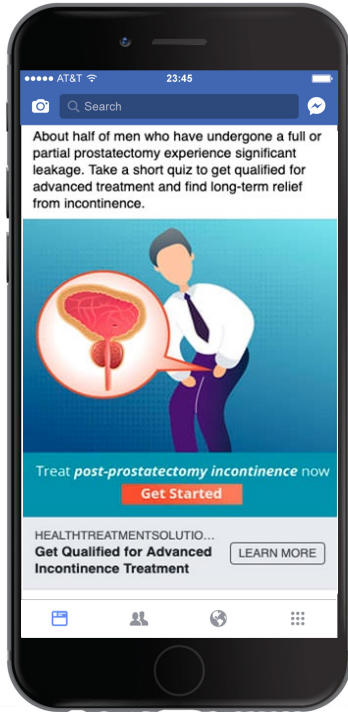 AT&T 23:45
Search
About half of men who have undergone a full or
partial prostatectomy experience significant
leakage. Take a short quiz to get qualified for
advanced treatment and find long-term relief
from incontinence.
Treat post-prostatectomy incontinence now
Get Started
HEALTHTREATMENTSOLUTIO...
Get Qualified for Advanced
Incontinence Treatment
LEARN MORE